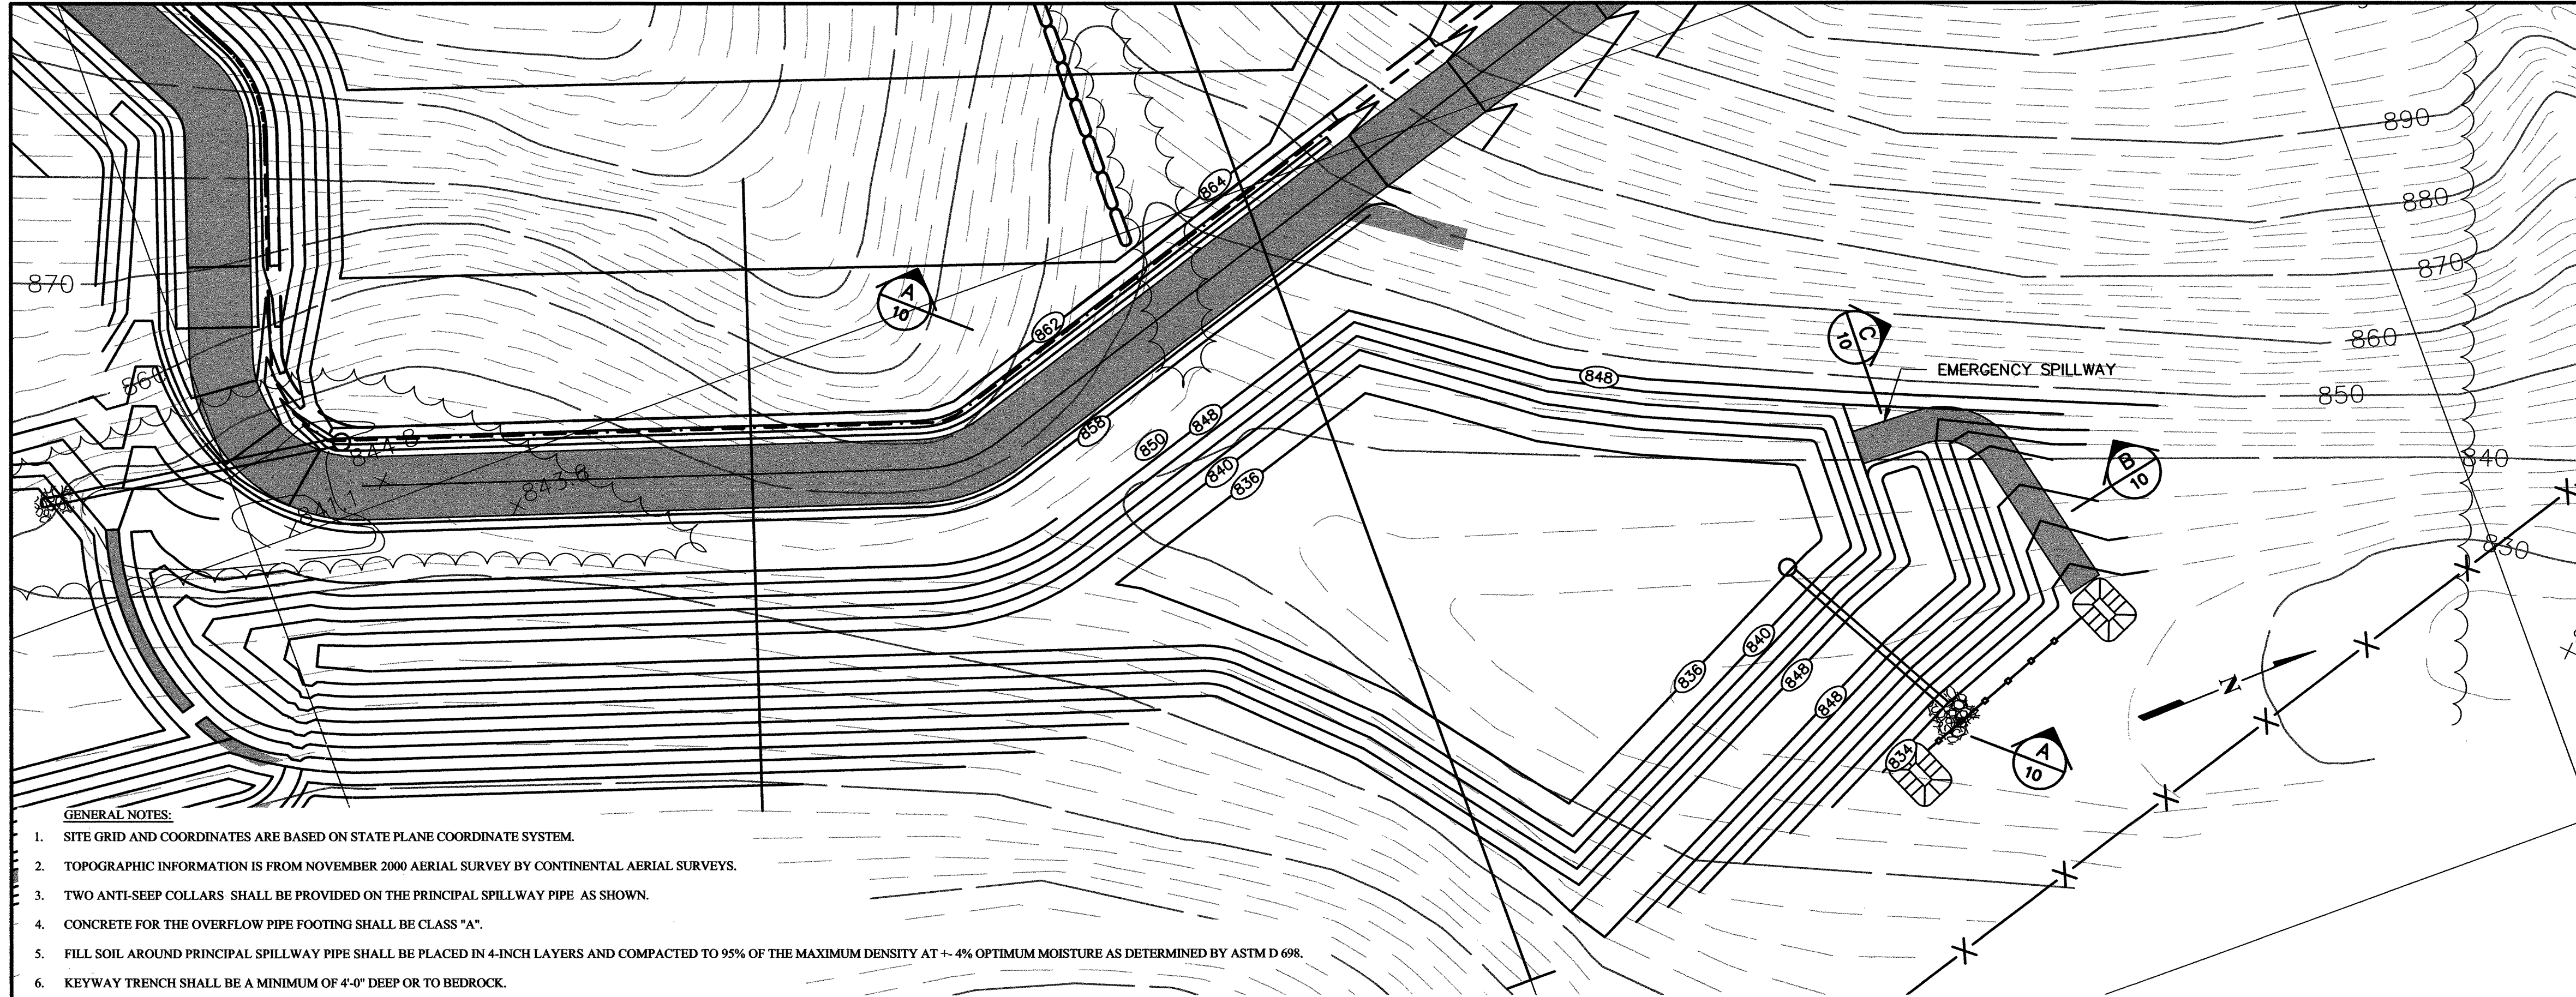 890
880
870
860
850
840
830
870
860
864
862
A
10
C
10
EMERGENCY SPILLWAY
848
858
850
848
840
836
B
10
844.8
843.6
841.1
836
840
848
848
834
A
10
N
GENERAL NOTES:
1. SITE GRID AND COORDINATES ARE BASED ON STATE PLANE COORDINATE SYSTEM.
2. TOPOGRAPHIC INFORMATION IS FROM NOVEMBER 2000 AERIAL SURVEY BY CONTINENTAL AERIAL SURVEYS.
3. TWO ANTI-SEEP COLLARS SHALL BE PROVIDED ON THE PRINCIPAL SPILLWAY PIPE AS SHOWN.
4. CONCRETE FOR THE OVERFLOW PIPE FOOTING SHALL BE CLASS "A".
5. FILL SOIL AROUND PRINCIPAL SPILLWAY PIPE SHALL BE PLACED IN 4-INCH LAYERS AND COMPACTED TO 95% OF THE MAXIMUM DENSITY AT +- 4% OPTIMUM MOISTURE AS DETERMINED BY ASTM D 698.
6. KEYWAY TRENCH SHALL BE A MINIMUM OF 4'-0" DEEP OR TO BEDROCK.